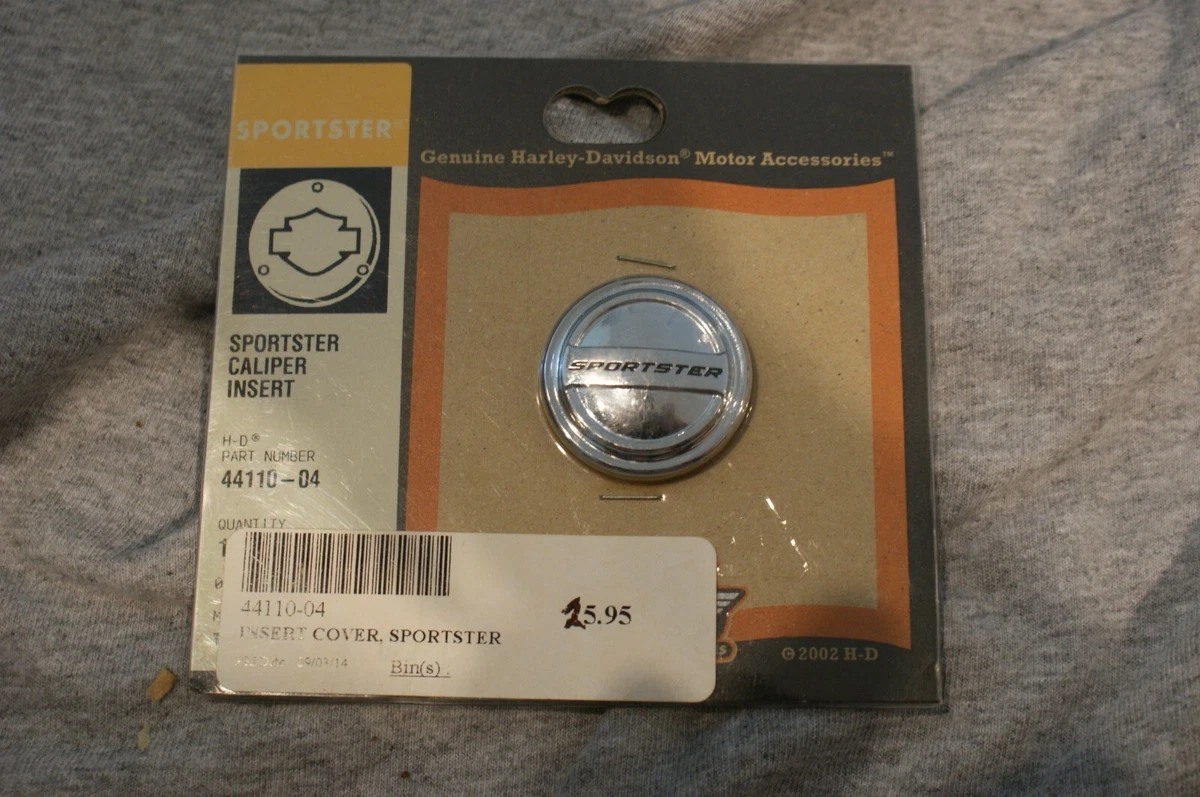 SPORTSTER®
Genuine Harley-Davidson® Motor Accessories™
SPORTSTER
CALIPER
INSERT
H-D®
PART NUMBER
44110-04
QUANTITY
SPORTSTER
44110-04
INSERT COVER, SPORTSTER
5.95
Bin(s) .
© 2002 H-D